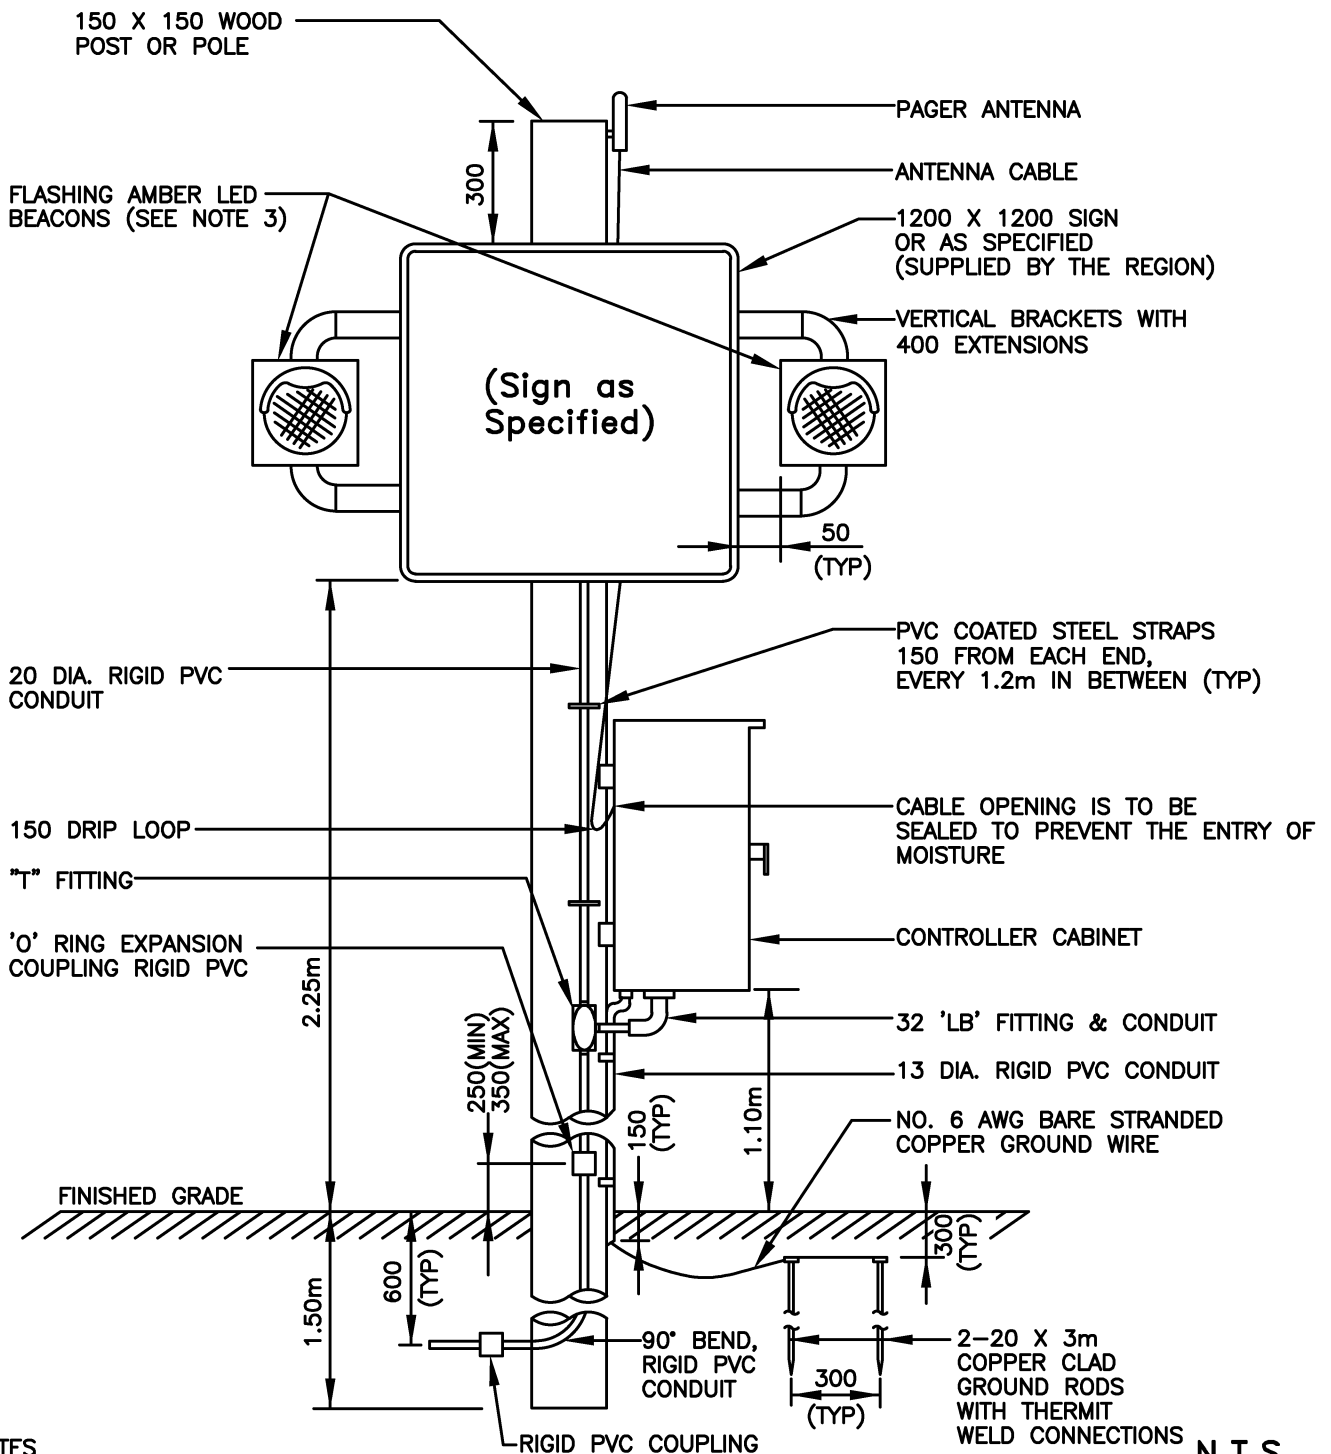 150 X 150 WOOD
POST OR POLE
PAGER ANTENNA
ANTENNA CABLE
300
FLASHING AMBER LED
BEACONS (SEE NOTE 3)
1200 X 1200 SIGN
OR AS SPECIFIED
(SUPPLIED BY THE REGION)
VERTICAL BRACKETS WITH
400 EXTENSIONS
(Sign as
Specified)
50
(TYP)
PVC COATED STEEL STRAPS
150 FROM EACH END,
EVERY 1.2m IN BETWEEN (TYP)
20 DIA. RIGID PVC
CONDUIT
150 DRIP LOOP
CABLE OPENING IS TO BE
SEALED TO PREVENT THE ENTRY OF
MOISTURE
"T" FITTING
'O' RING EXPANSION
COUPLING RIGID PVC
CONTROLLER CABINET
2.25m
250(MIN)
350(MAX)
32 'LB' FITTING & CONDUIT
13 DIA. RIGID PVC CONDUIT
150
(TYP)
1.10m
NO. 6 AWG BARE STRANDED
COPPER GROUND WIRE
FINISHED GRADE
300
(TYP)
600
(TYP)
1.50m
90° BEND,
RIGID PVC
CONDUIT
2-20 X 3m
COPPER CLAD
GROUND RODS
WITH THERMIT
WELD CONNECTIONS
300
(TYP)
RIGID PVC COUPLING